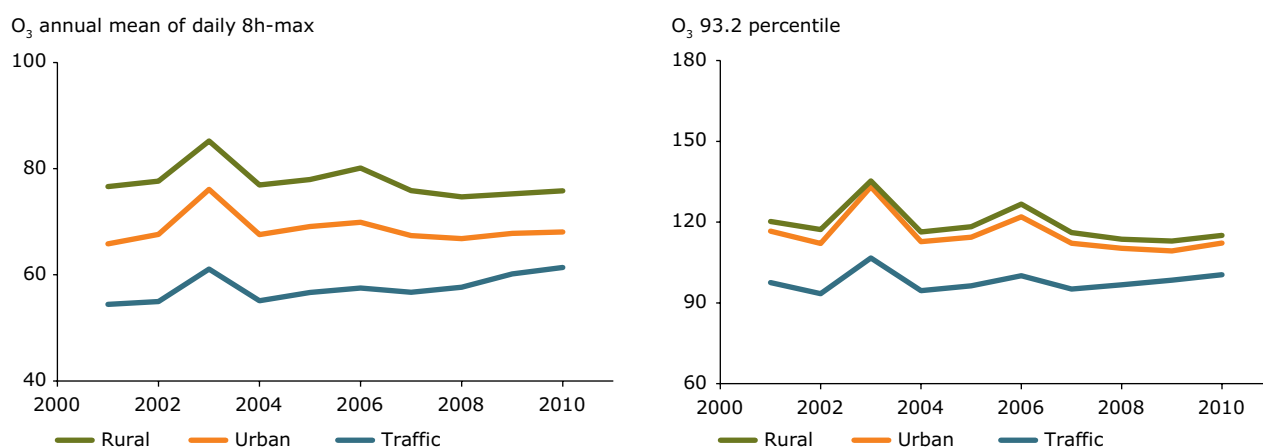 O₃ annual mean of daily 8h-max
100
80
60
40
2000 2002 2004 2006 2008 2010
Rural Urban Traffic
O₃ 93.2 percentile
180
150
120
90
60
2000 2002 2004 2006 2008 2010
Rural Urban Traffic